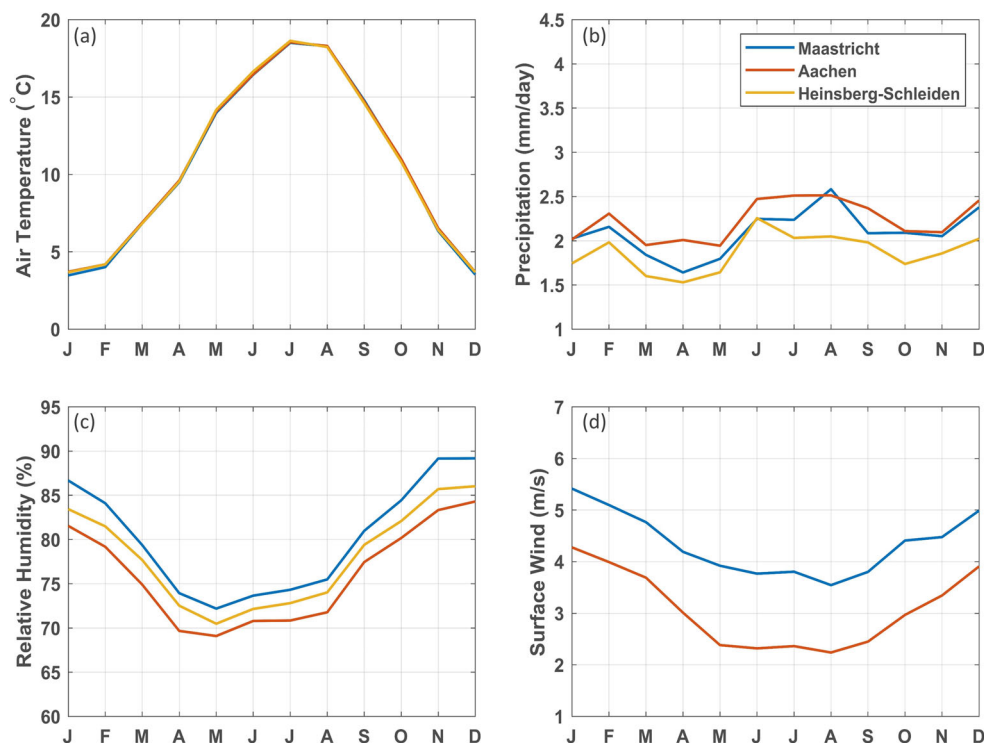 (a)
20
15
10
5
0
Air Temperature (°C)
J F M A M J J A S O N D
(b)
4.5
4
3.5
3
2.5
2
1.5
1
Precipitation (mm/day)
Maastricht
Aachen
Heinsberg-Schleiden
J F M A M J J A S O N D
(c)
95
90
85
80
75
70
65
60
Relative Humidity (%)
J F M A M J J A S O N D
(d)
7
6
5
4
3
2
1
Surface Wind (m/s)
J F M A M J J A S O N D